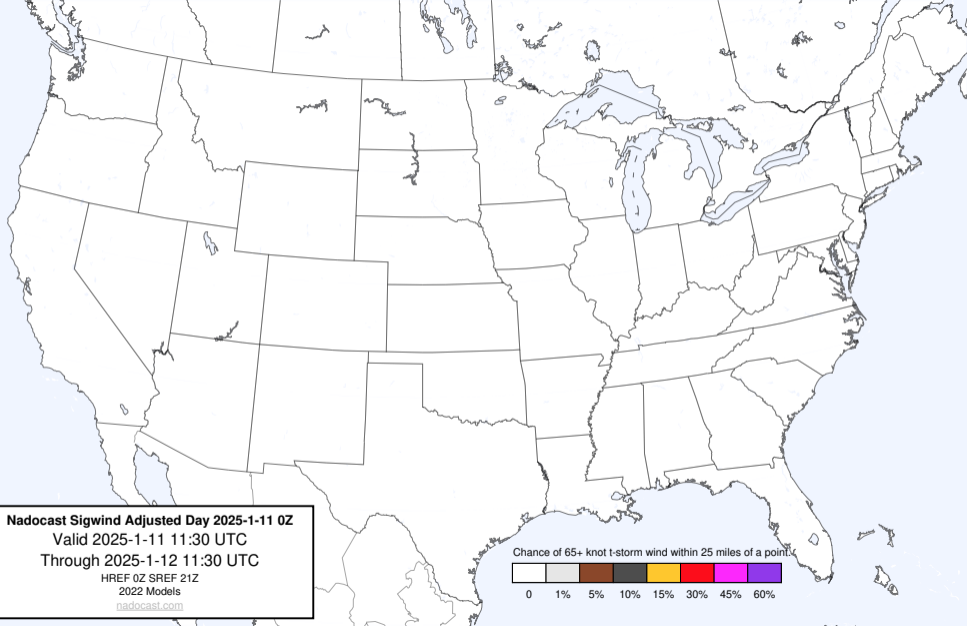 Nadocast Sigwind Adjusted Day 2025-1-11 0Z
Valid 2025-1-11 11:30 UTC
Through 2025-1-12 11:30 UTC
HREF 0Z SREF 21Z
2022 Models
nadocast.com
Chance of 65+ knot t-storm wind within 25 miles of a point.
0 1% 5% 10% 15% 30% 45% 60%